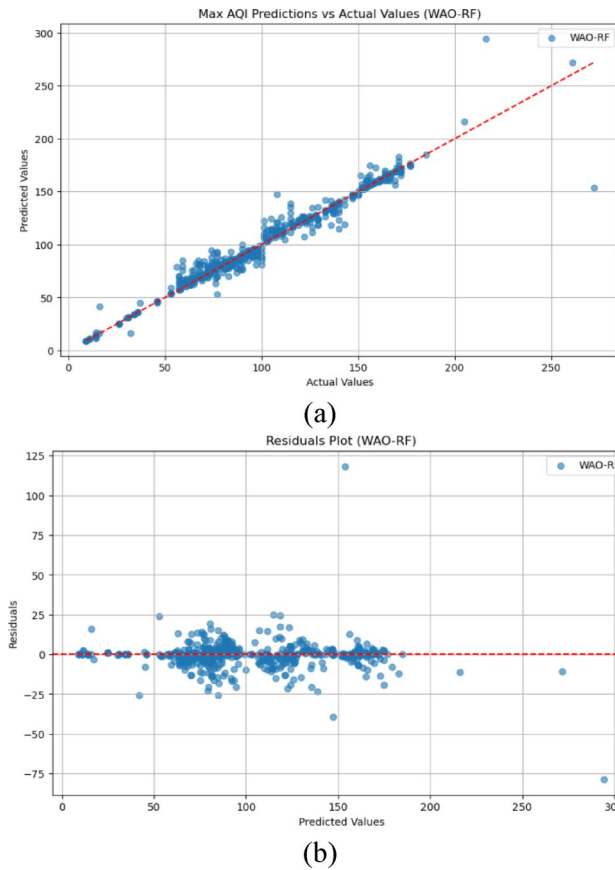 Max AQI Predictions vs Actual Values (WAO-RF)
WAO-RF
300
250
200
150
100
50
0
Predicted Values
0 50 100 150 200 250
Actual Values
(a)
Residuals Plot (WAO-RF)
WAO-R
125
100
75
50
25
0
−25
−50
−75
Residuals
0 50 100 150 200 250 30
Predicted Values
(b)